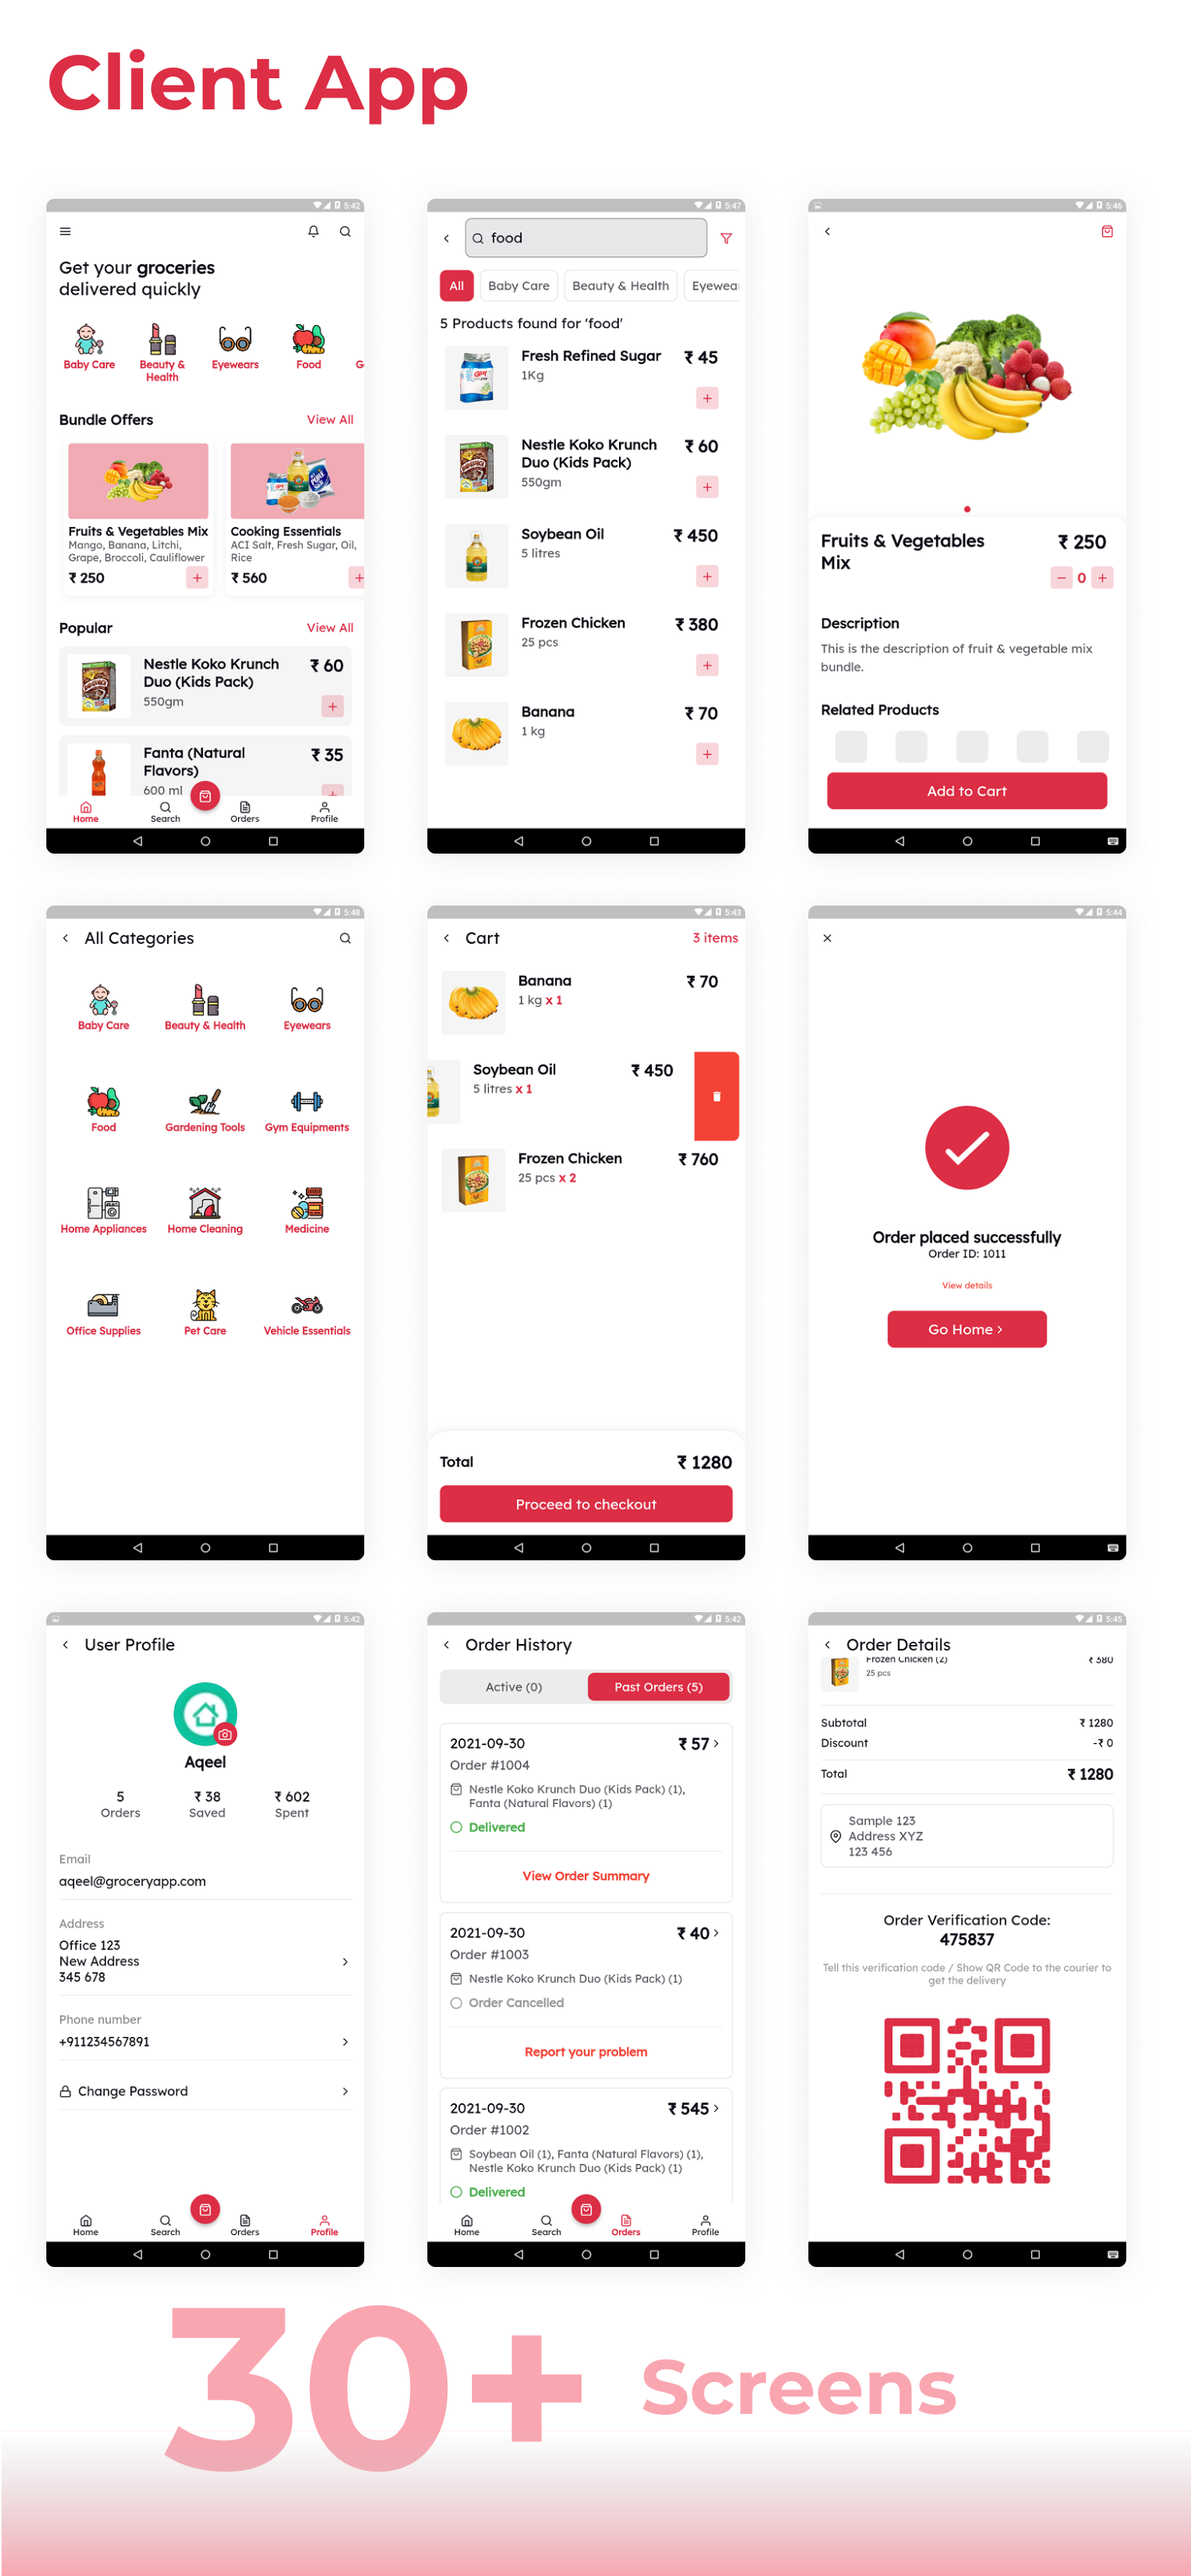 Client App
5:42
Get your groceries
delivered quickly
Baby Care
Beauty &
Health
Eyewears
Food
G
Bundle Offers
View All
Fruits & Vegetables Mix
Mango, Banana, Litchi,
Grape, Broccoli, Cauliflower
₹ 250
Cooking Essentials
ACI Salt, Fresh Sugar, Oil,
Rice
₹ 560
Popular
View All
Nestle Koko Krunch
Duo (Kids Pack)
550gm
₹ 60
Fanta (Natural
Flavors)
600 ml
₹ 35
Home
Search
Orders
Profile
5:47
food
All
Baby Care
Beauty & Health
Eyewear
5 Products found for 'food'
Fresh Refined Sugar
1Kg
₹ 45
Nestle Koko Krunch
Duo (Kids Pack)
550gm
₹ 60
Soybean Oil
5 litres
₹ 450
Frozen Chicken
25 pcs
₹ 380
Banana
1 kg
₹ 70
5:46
Fruits & Vegetables
Mix
₹ 250
0
Description
This is the description of fruit & vegetable mix
bundle.
Related Products
Add to Cart
5:48
All Categories
Baby Care
Beauty & Health
Eyewears
Food
Gardening Tools
Gym Equipments
Home Appliances
Home Cleaning
Medicine
Office Supplies
Pet Care
Vehicle Essentials
5:43
Cart
3 items
Banana
1 kg x 1
₹ 70
Soybean Oil
5 litres x 1
₹ 450
Frozen Chicken
25 pcs x 2
₹ 760
Total
₹ 1280
Proceed to checkout
5:44
Order placed successfully
Order ID: 1011
View details
Go Home
5:42
User Profile
Aqeel
5
Orders
₹ 38
Saved
₹ 602
Spent
Email
aqeel@groceryapp.com
Address
Office 123
New Address
345 678
Phone number
+911234567891
Change Password
Home
Search
Orders
Profile
5:42
Order History
Active (0)
Past Orders (5)
2021-09-30
₹ 57
Order #1004
Nestle Koko Krunch Duo (Kids Pack) (1),
Fanta (Natural Flavors) (1)
Delivered
View Order Summary
2021-09-30
₹ 40
Order #1003
Nestle Koko Krunch Duo (Kids Pack) (1)
Order Cancelled
Report your problem
2021-09-30
₹ 545
Order #1002
Soybean Oil (1), Fanta (Natural Flavors) (1),
Nestle Koko Krunch Duo (Kids Pack) (1)
Delivered
Home
Search
Orders
Profile
5:45
Order Details
Frozen Chicken (2)
25 pcs
₹ 380
Subtotal
₹ 1280
Discount
-₹ 0
Total
₹ 1280
Sample 123
Address XYZ
123 456
Order Verification Code:
475837
Tell this verification code / Show QR Code to the courier to
get the delivery
30+ Screens